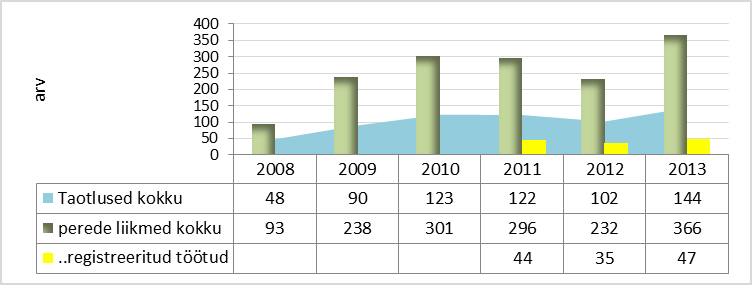 400
350
300
250
200
150
100
50
0
arv
2008 2009 2010 2011 2012 2013
Taotlused kokku 48 90 123 122 102 144
perede liikmed kokku 93 238 301 296 232 366
..registreeritud töötud 44 35 47